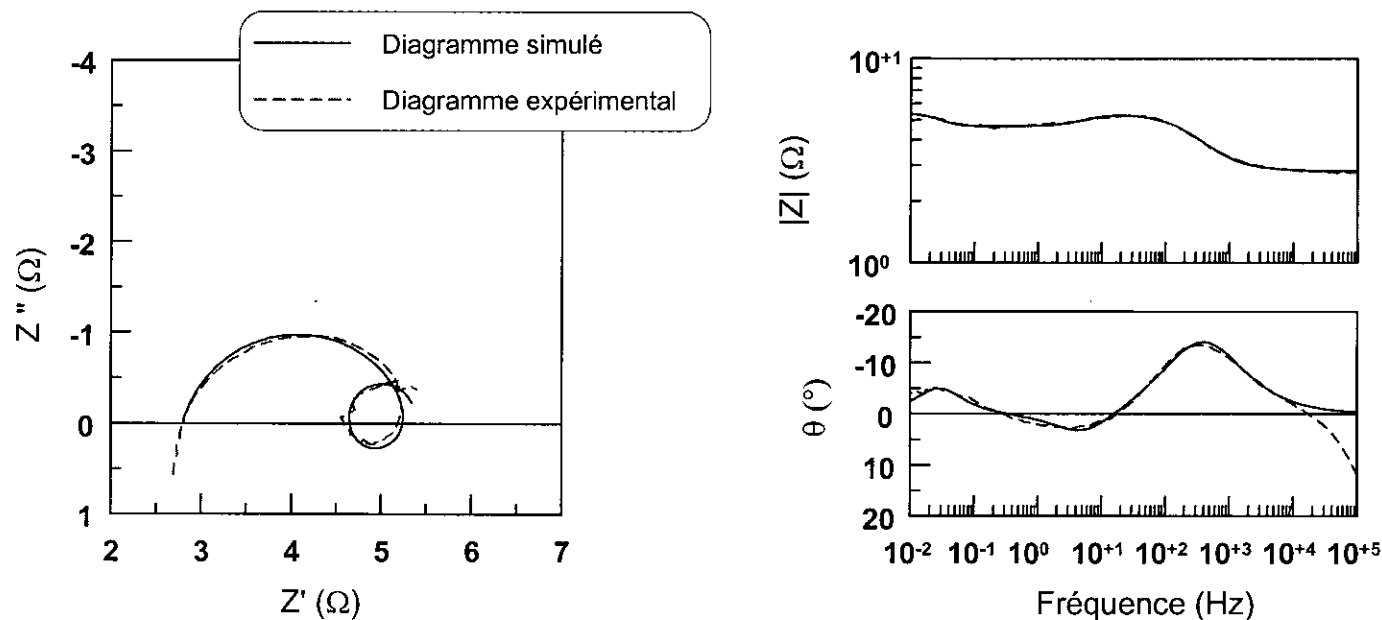 Diagramme simulé
Diagramme expérimental
-4
-3
-2
-1
0
1
Z '' (Ω)
2 3 4 5 6 7
Z' (Ω)
10+1
100
|Z| (Ω)
-20
-10
0
10
20
θ (°)
10-2 10-1 100 10+1 10+2 10+3 10+4 10+5
Fréquence (Hz)